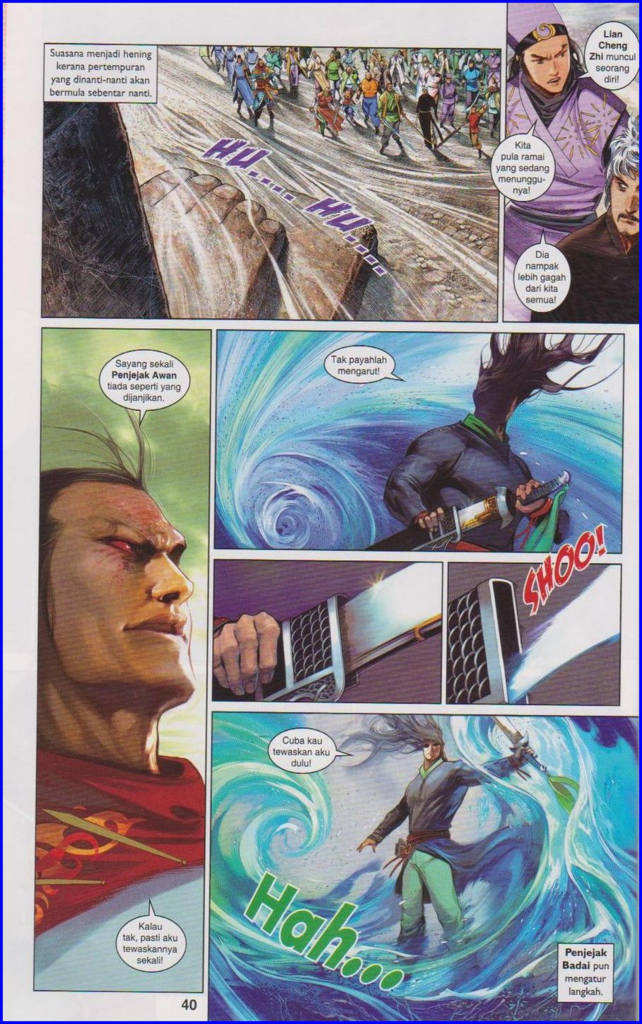 Suasana menjadi hening
kerana pertempuran
yang dinanti-nanti akan
bermula sebentar nanti.
HU.....
HU.....
Lian
Cheng
Zhi muncul
seorang
diri!
Kita
pula ramai
yang sedang
menunggu-
nya!
Dia
nampak
lebih gagah
dari kita
semua!
Sayang sekali
Penjejak Awan
tiada seperti yang
dijanjikan.
Kalau
tak, pasti aku
tewaskannya
sekali!
Tak payahlah
mengarut!
SHOO!
Cuba kau
tewaskan aku
dulu!
Hah...
Penjejak
Badai pun
mengatur
langkah.
40